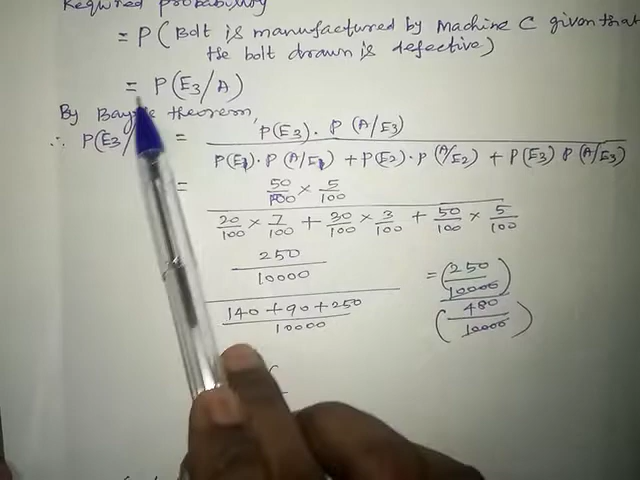 Required probability
= P ( Bolt is manufactured by Machine C given that
the bolt drawn is defective)
= P(E3/A)
By theorem,
∴ P(E3/ = P(E3). P (A/E3)
P(E1). P(A/E1) + P(E2). P(A/E2) + P(E3) P(A/E3)
= 50/100 × 5/100
20/100 × 7/100 + 30/100 × 3/100 + 50/100 × 5/100
250/10000 = (250/10000)
140 + 90 + 250/10000 (480/10000)